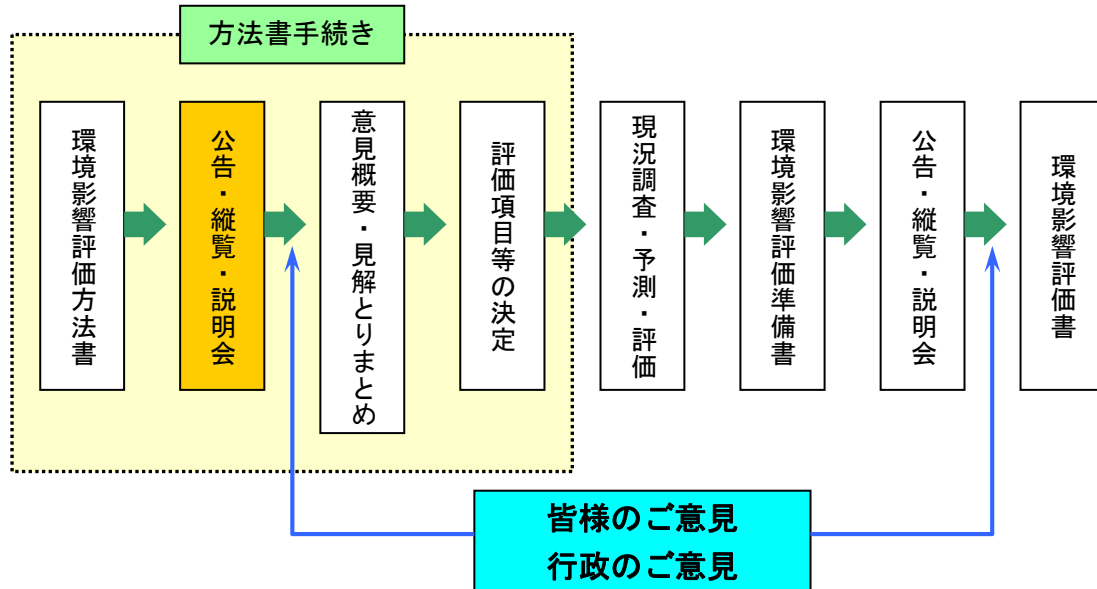 方法書手続き
環境影響評価方法書
公告・縦覧・説明会
意見概要・見解とりまとめ
評価項目等の決定
現況調査・予測・評価
環境影響評価準備書
公告・縦覧・説明会
環境影響評価書
皆様のご意見
行政のご意見